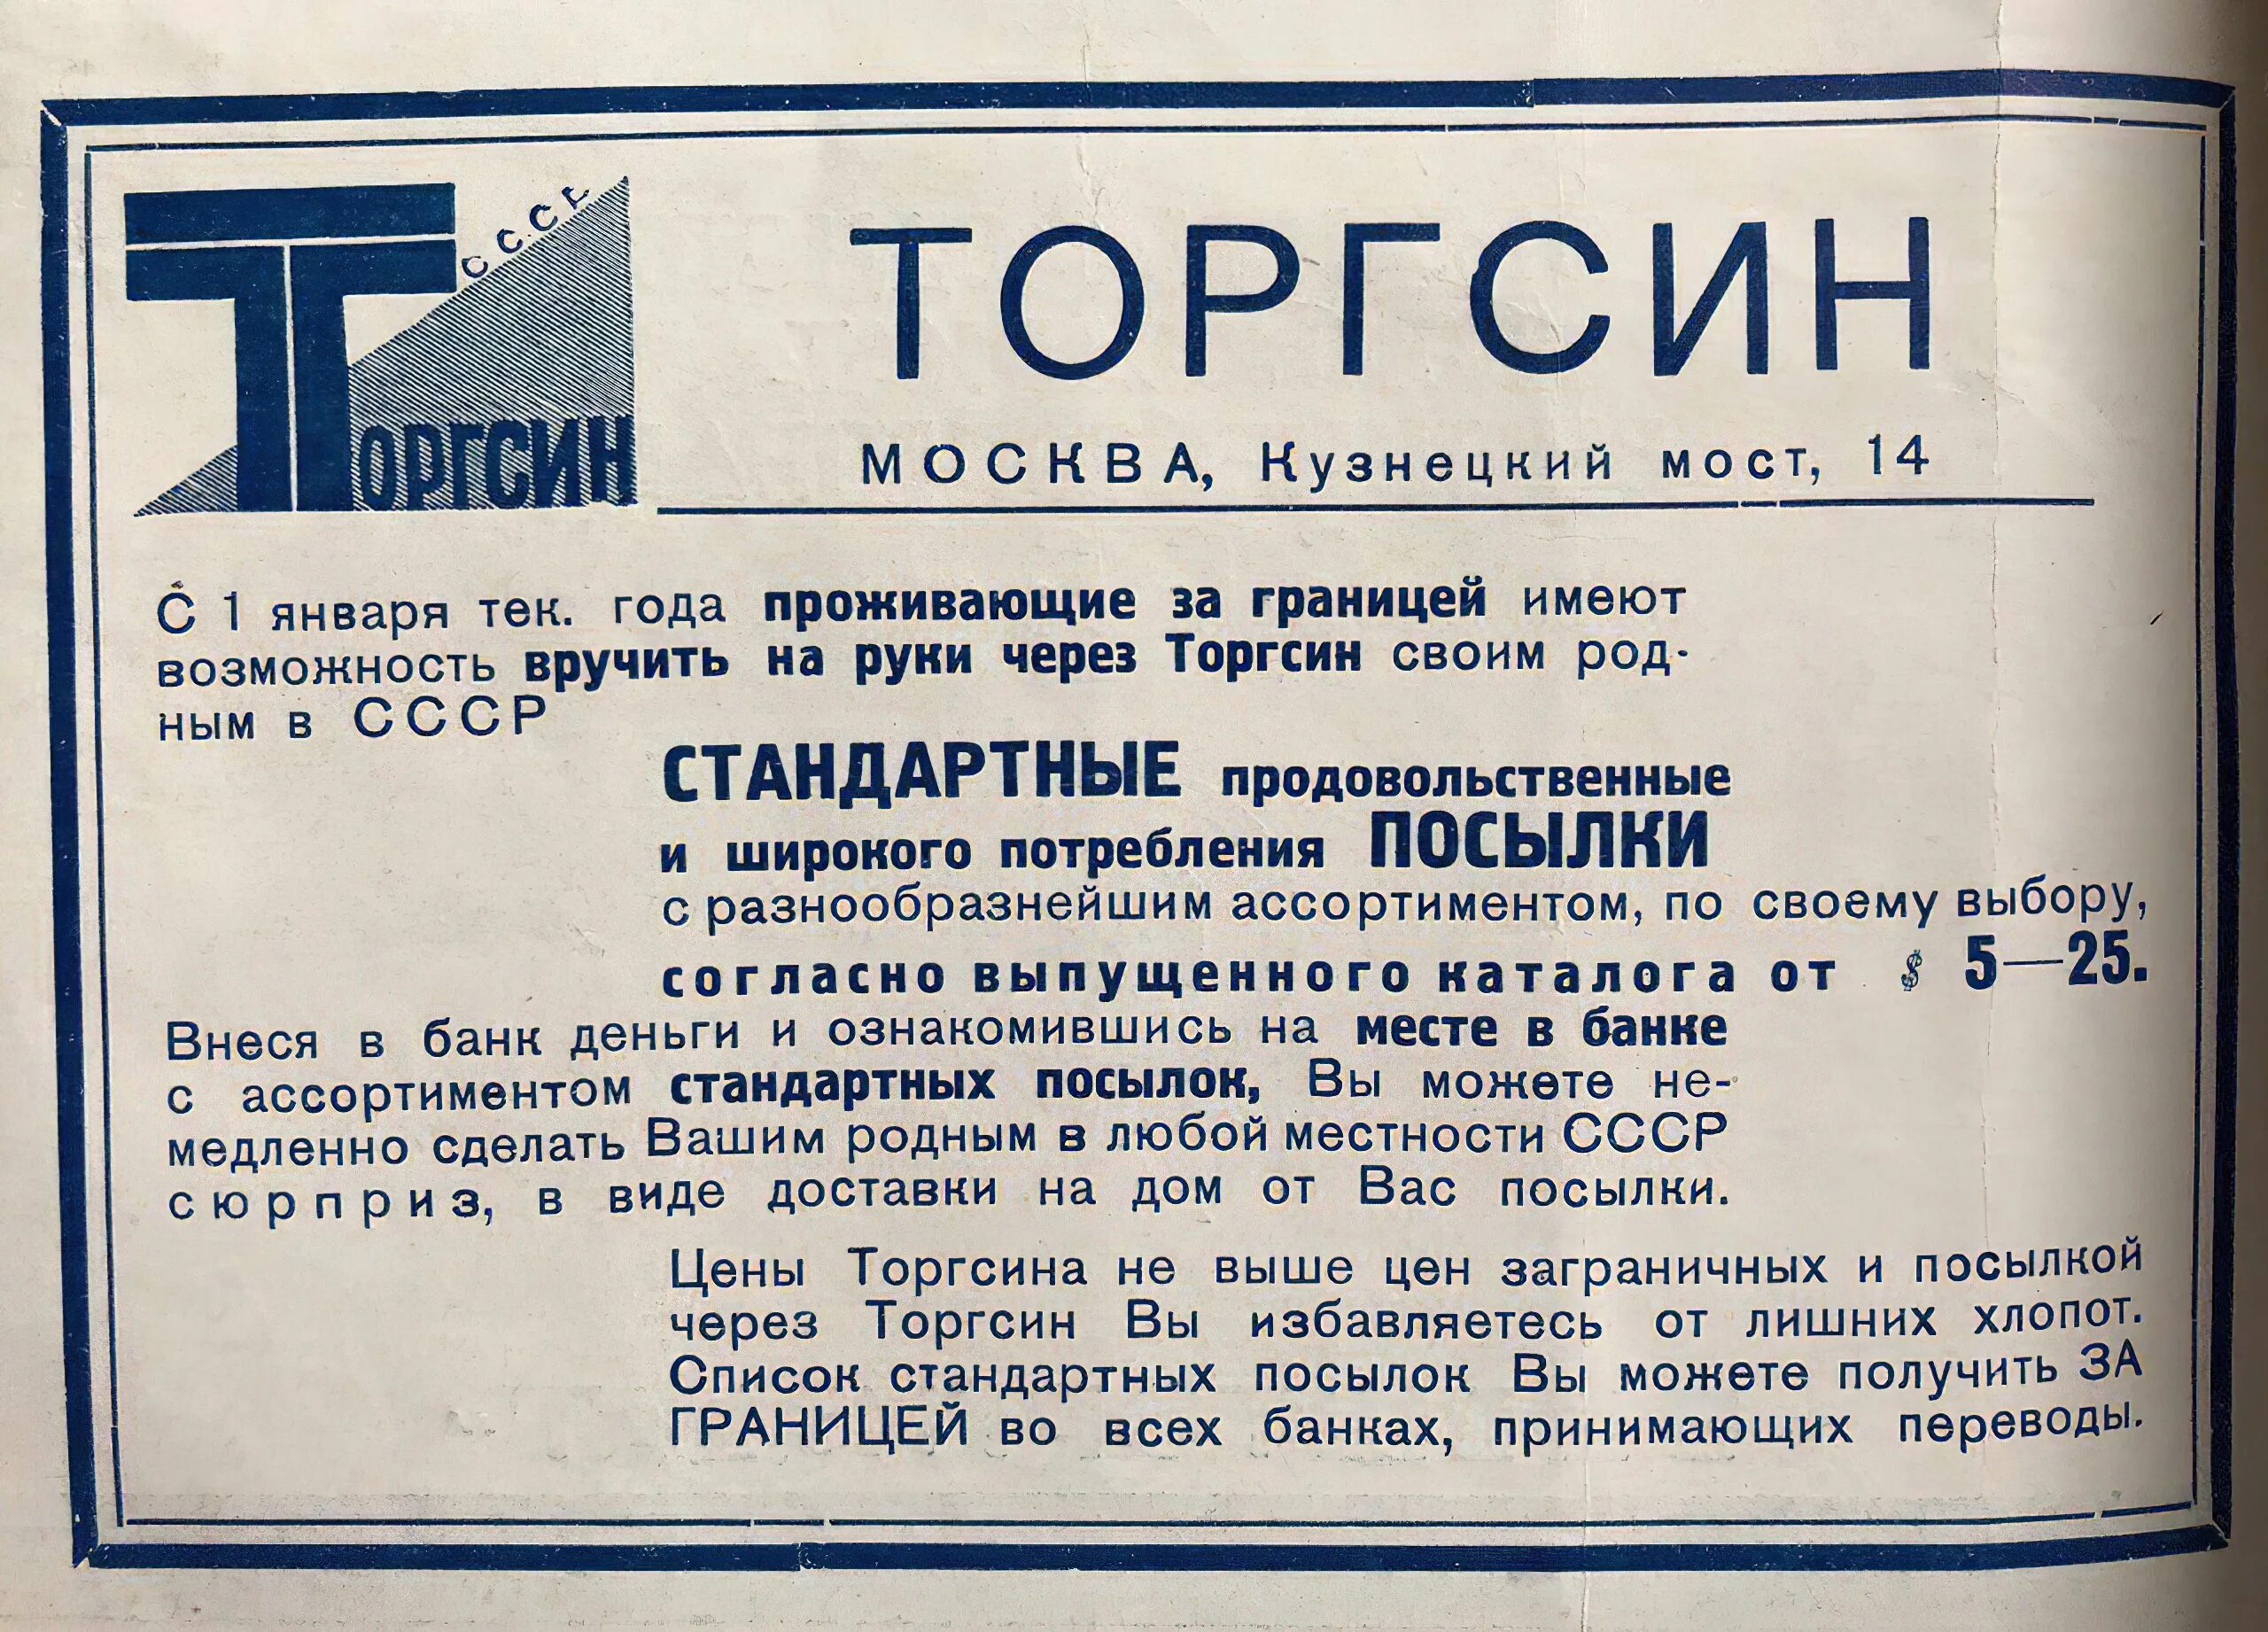 СССР
ТОРГСИН
ТОРГСИН
МОСКВА, Кузнецкий мост, 14
С 1 января тек. года проживающие за границей имеют
возможность вручить на руки через Торгсин своим род-
ным в СССР
СТАНДАРТНЫЕ продовольственные
и широкого потребления ПОСЫЛКИ
с разнообразнейшим ассортиментом, по своему выбору,
согласно выпущенного каталога от $ 5—25.
Внеся в банк деньги и ознакомившись на месте в банке
с ассортиментом стандартных посылок, Вы можете не-
медленно сделать Вашим родным в любой местности СССР
сюрприз, в виде доставки на дом от Вас посылки.
Цены Торгсина не выше цен заграничных и посылкой
через Торгсин Вы избавляетесь от лишних хлопот.
Список стандартных посылок Вы можете получить ЗА
ГРАНИЦЕЙ во всех банках, принимающих переводы.